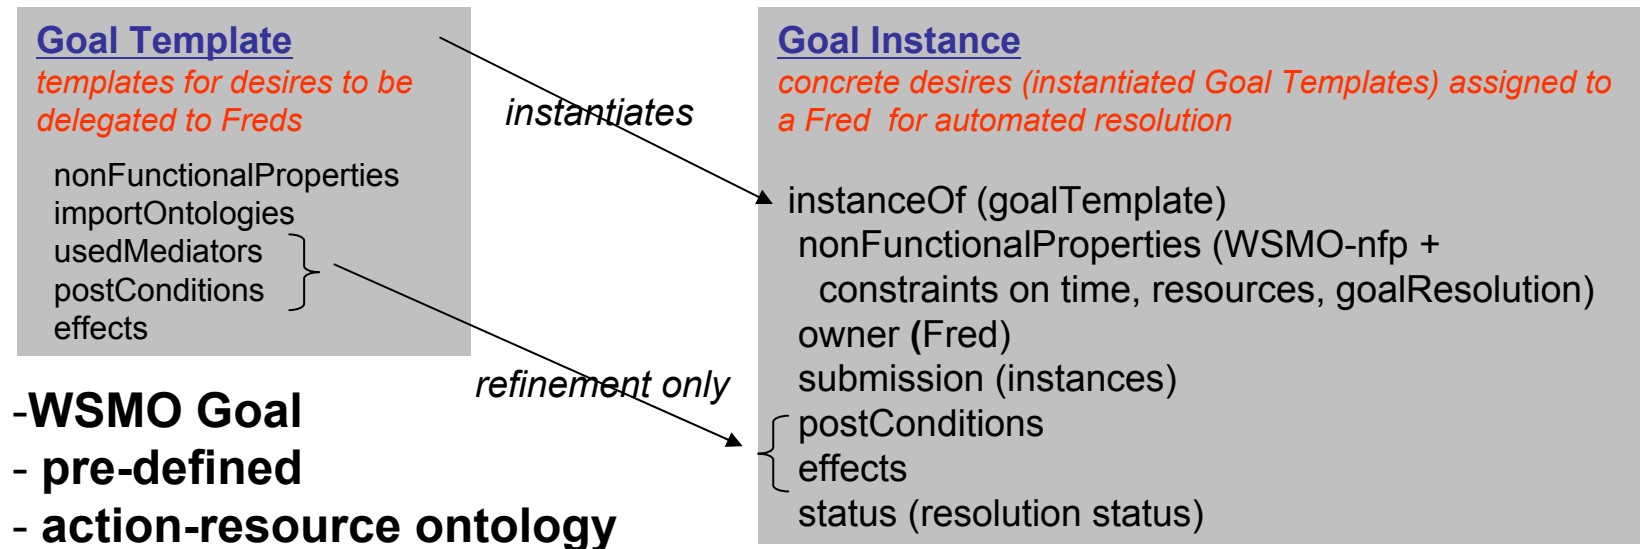 Goal Template
templates for desires to be
delegated to Freds
nonFunctionalProperties
importOntologies
usedMediators
postConditions
effects
-WSMO Goal
- pre-defined
- action-resource ontology
instantiates
refinement only
Goal Instance
concrete desires (instantiated Goal Templates) assigned to
a Fred for automated resolution
instanceOf (goalTemplate)
nonFunctionalProperties (WSMO-nfp +
constraints on time, resources, goalResolution)
owner (Fred)
submission (instances)
postConditions
effects
status (resolution status)